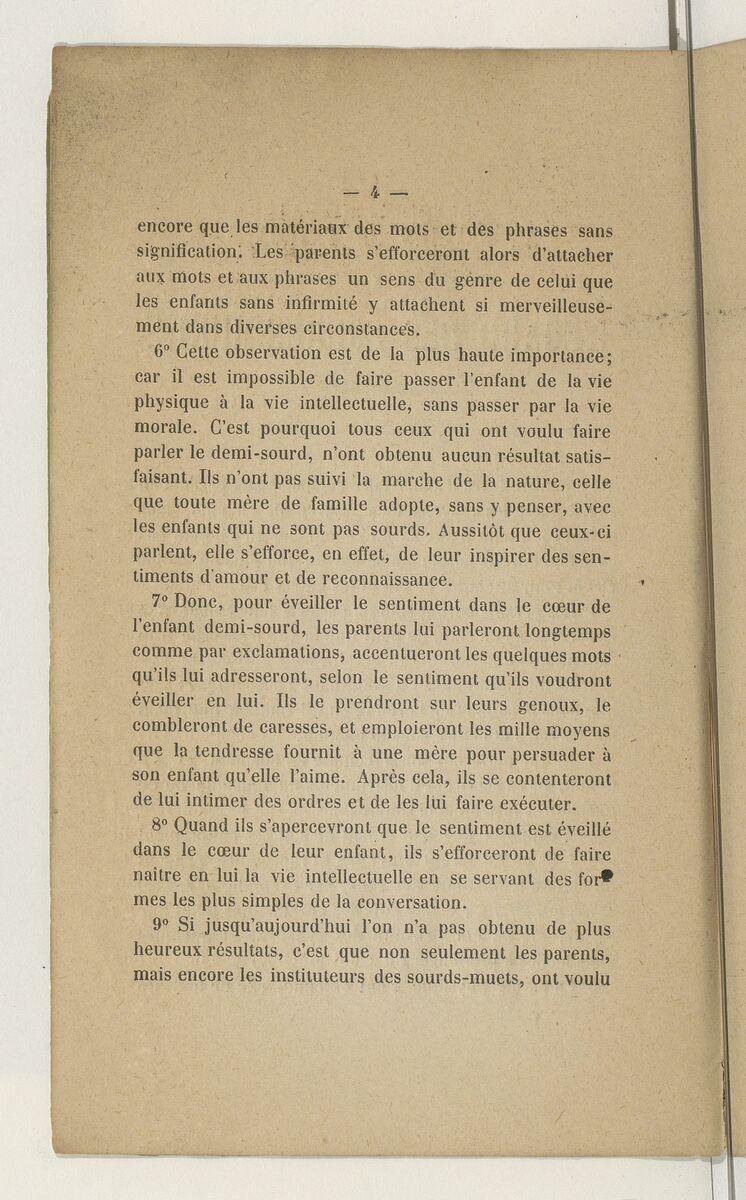 — 4 —
encore que les matériaux des mots et des phrases sans
signification. Les parents s'efforceront alors d'attacher
aux mots et aux phrases un sens du genre de celui que
les enfants sans infirmité y attachent si merveilleuse-
ment dans diverses circonstances.
6° Cette observation est de la plus haute importance;
car il est impossible de faire passer l'enfant de la vie
physique à la vie intellectuelle, sans passer par la vie
morale. C'est pourquoi tous ceux qui ont voulu faire
parler le demi-sourd, n'ont obtenu aucun résultat satis-
faisant. Ils n'ont pas suivi la marche de la nature, celle
que toute mère de famille adopte, sans y penser, avec
les enfants qui ne sont pas sourds. Aussitôt que ceux-ci
parlent, elle s'efforce, en effet, de leur inspirer des sen-
timents d'amour et de reconnaissance.
7° Donc, pour éveiller le sentiment dans le cœur de
l'enfant demi-sourd, les parents lui parleront longtemps
comme par exclamations, accentueront les quelques mots
qu'ils lui adresseront, selon le sentiment qu'ils voudront
éveiller en lui. Ils le prendront sur leurs genoux, le
combleront de caresses, et emploieront les mille moyens
que la tendresse fournit à une mère pour persuader à
son enfant qu'elle l'aime. Après cela, ils se contenteront
de lui intimer des ordres et de les lui faire exécuter.
8° Quand ils s'apercevront que le sentiment est éveillé
dans le cœur de leur enfant, ils s'efforceront de faire
naître en lui la vie intellectuelle en se servant des for-
mes les plus simples de la conversation.
9° Si jusqu'aujourd'hui l'on n'a pas obtenu de plus
heureux résultats, c'est que non seulement les parents,
mais encore les instituteurs des sourds-muets, ont voulu